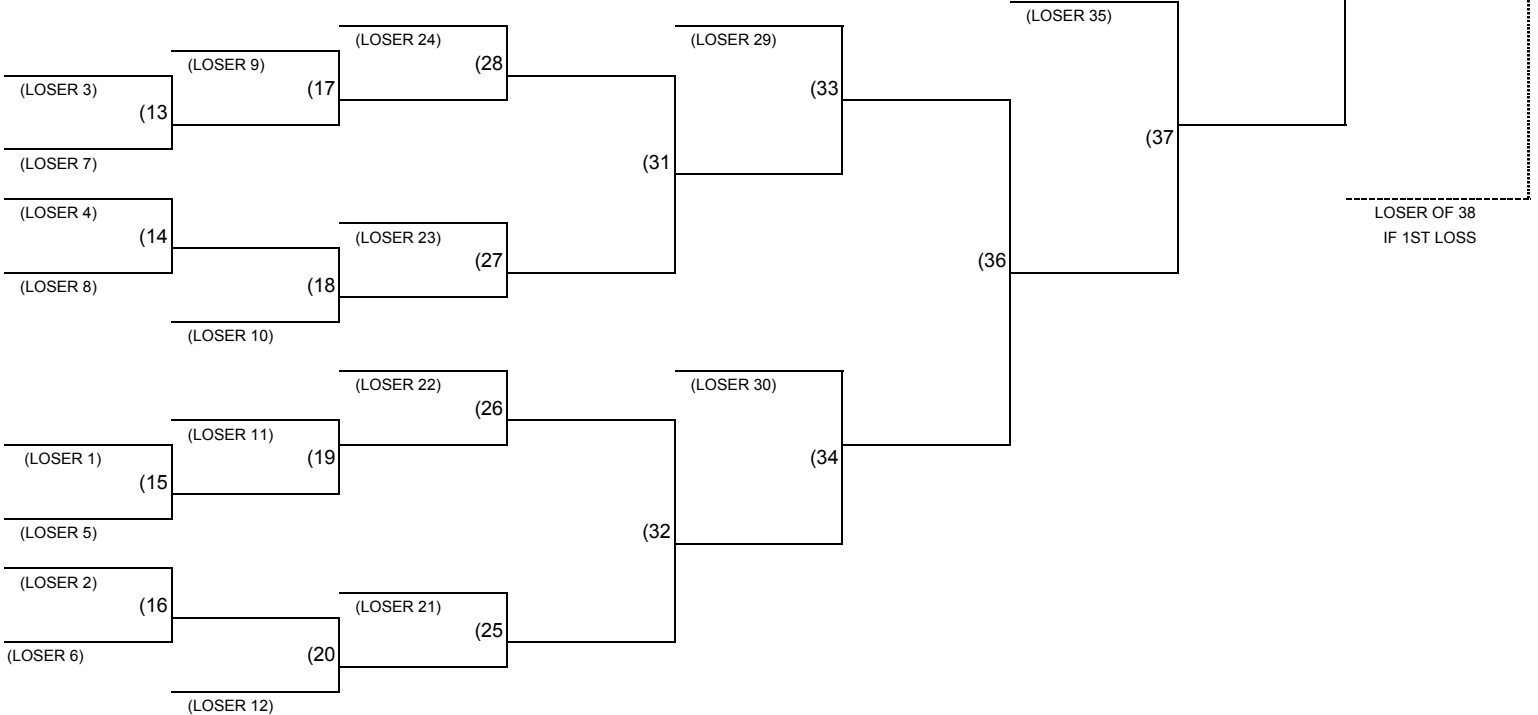 (LOSER 35)
(LOSER 24)
(LOSER 29)
(LOSER 9)
(28
(LOSER 3)
(17
(33
(13
(37
(LOSER 7)
(31
(LOSER 4)
LOSER OF 38
(14
(LOSER 23)
IF 1ST LOSS
(27
(36
(LOSER 8)
(18
(LOSER 10)
(LOSER 22)
(LOSER 30)
(26
(LOSER 11)
(LOSER 1)
(19
(34
(15
(LOSER 5)
(32
(LOSER 2)
(16
(LOSER 21)
(25
(LOSER 6)
(20
(LOSER 12)